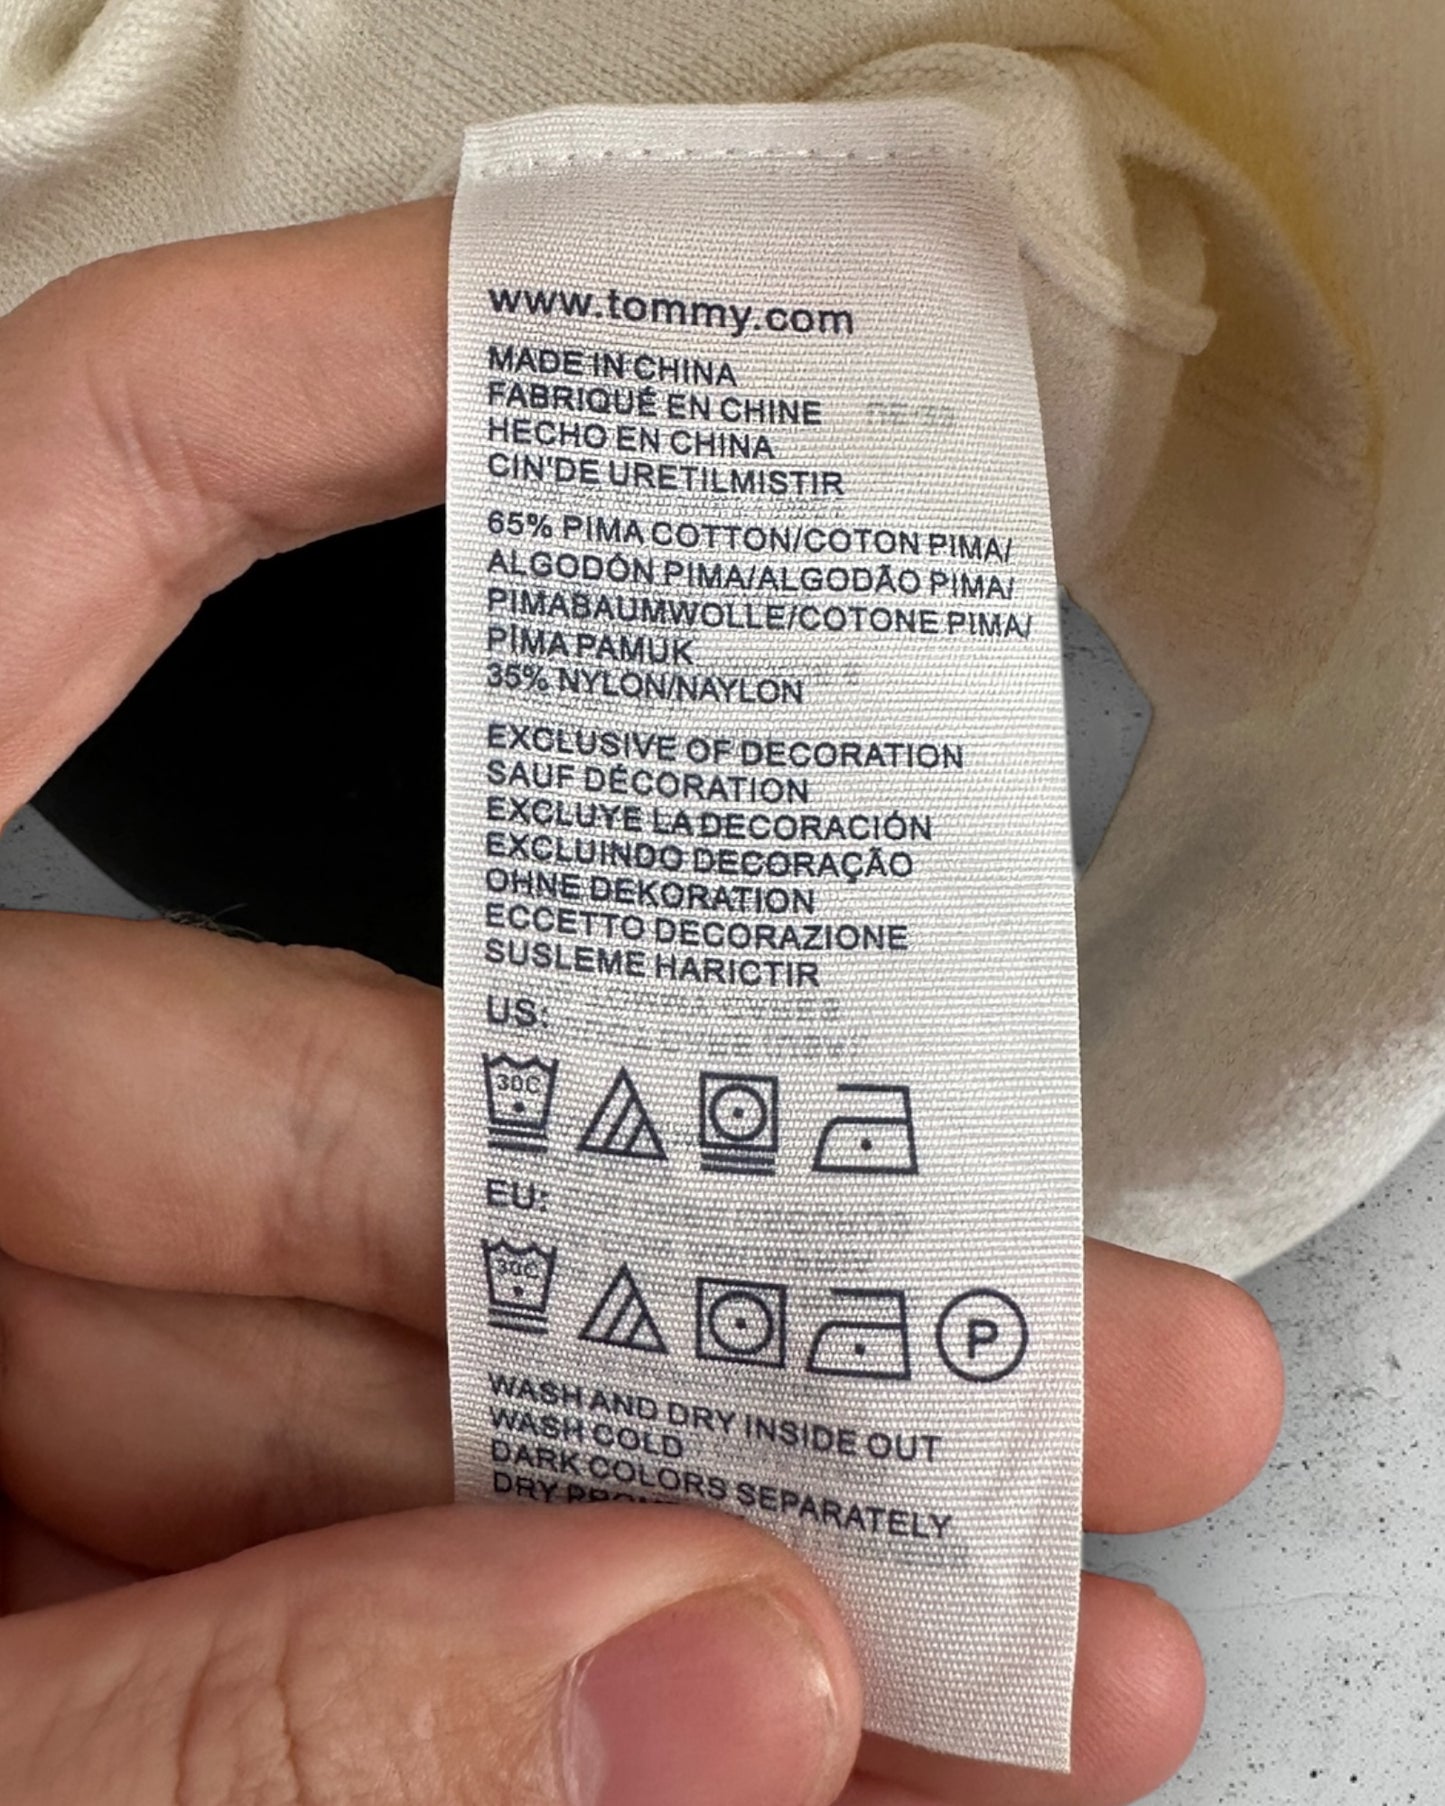 www.tommy.com
MADE IN CHINA
FABRIQUÉ EN CHINE
HECHO EN CHINA
CIN'DE URETILMISTIR
65% PIMA COTTON/COTON PIMA/
ALGODÓN PIMA/ALGODÃO PIMA/
PIMABAUMWOLLE/COTONE PIMA/
PIMA PAMUK
35% NYLON/NAYLON
EXCLUSIVE OF DECORATION
SAUF DÉCORATION
EXCLUYE LA DECORACIÓN
EXCLUINDO DECORAÇÃO
OHNE DEKORATION
ECCETTO DECORAZIONE
SUSLEME HARICTIR
US:
30C
EU:
30C
P
WASH AND DRY INSIDE OUT
WASH COLD
DARK COLORS SEPARATELY
DRY